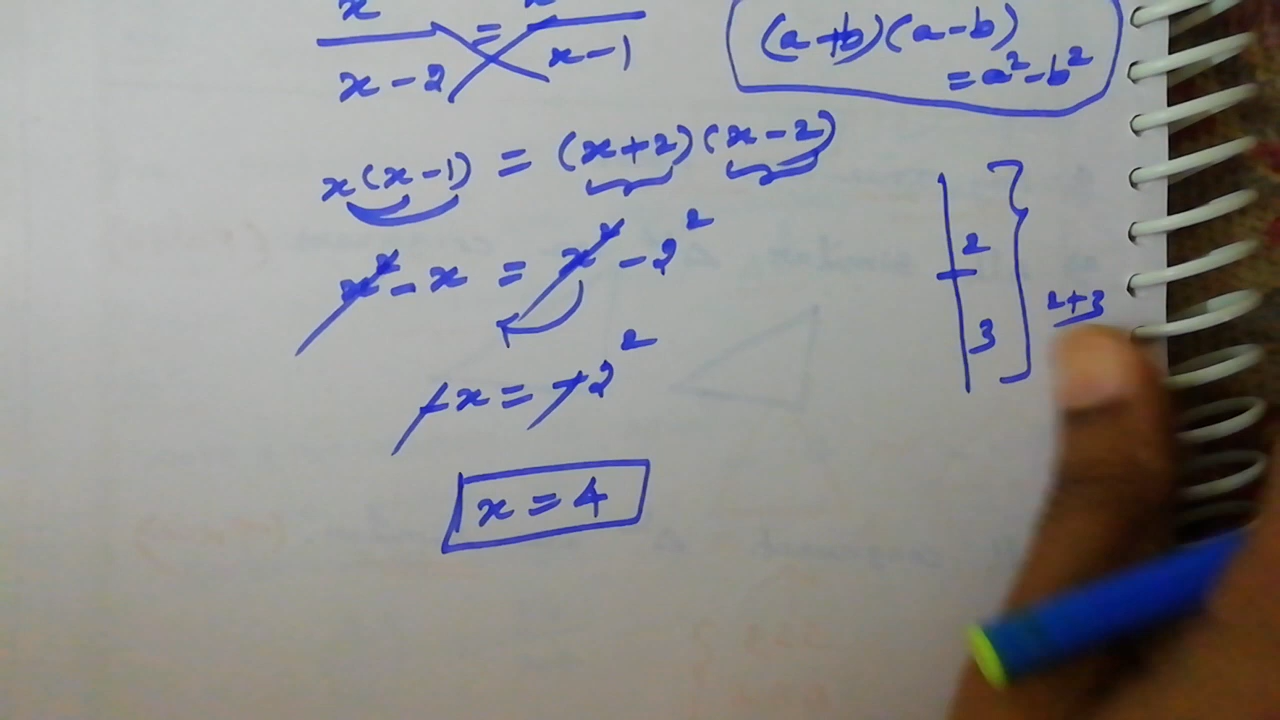 x/(x-2) = /(x-1)
(a+b)(a-b)
=a²-b²
x(x-1) = (x+2)(x-2)
x²-x = x²-2²
-x = -2²
x = 4
2
3
2+3